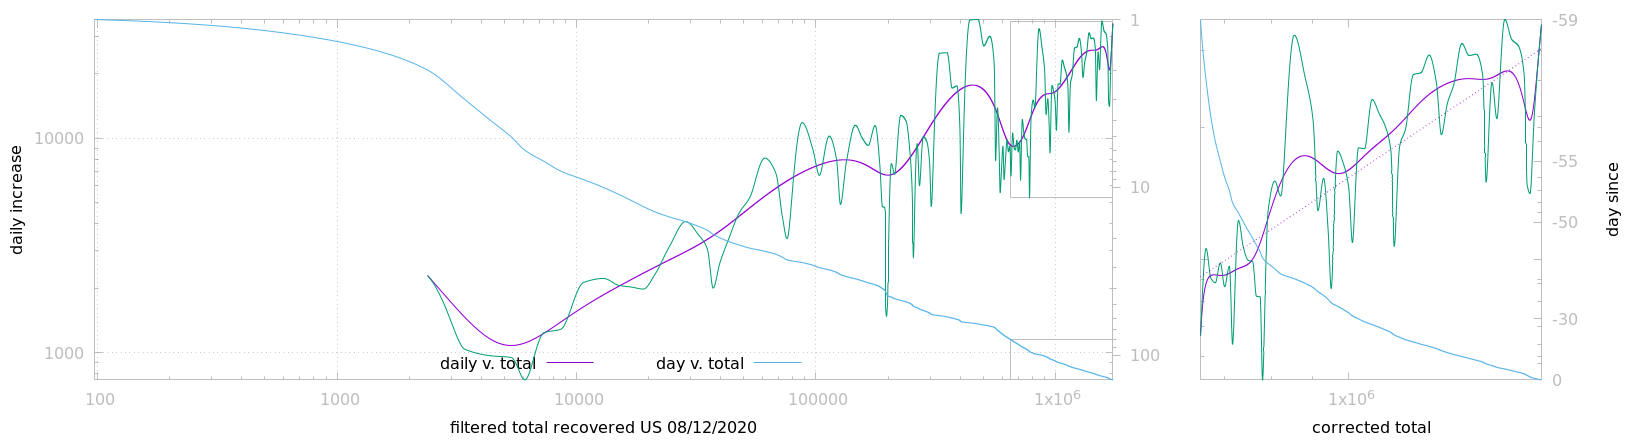 daily increase
10000
1000
daily v. total
day v. total
100
1000
10000
100000
1x10⁶
filtered total recovered US 08/12/2020
1
10
100
1x10⁶
corrected total
-59
-55
-50
-30
0
day since